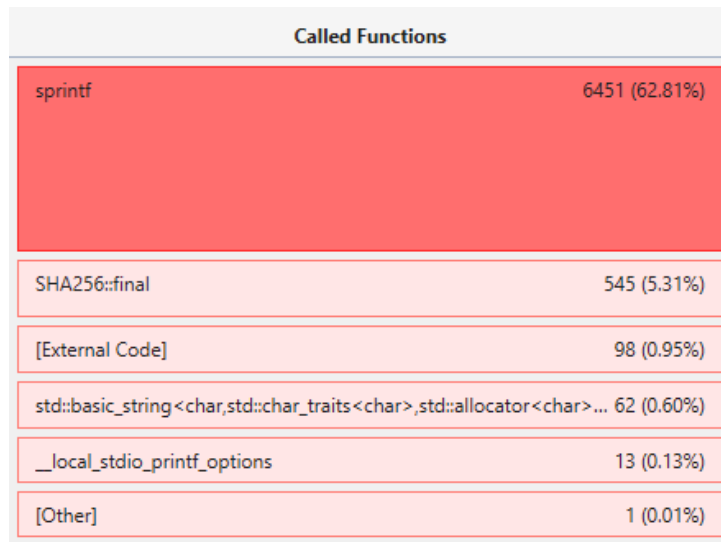 Called Functions
sprintf 6451 (62.81%)
SHA256::final 545 (5.31%)
[External Code] 98 (0.95%)
std::basic_string<char,std::char_traits<char>,std::allocator<char>... 62 (0.60%)
__local_stdio_printf_options 13 (0.13%)
[Other] 1 (0.01%)